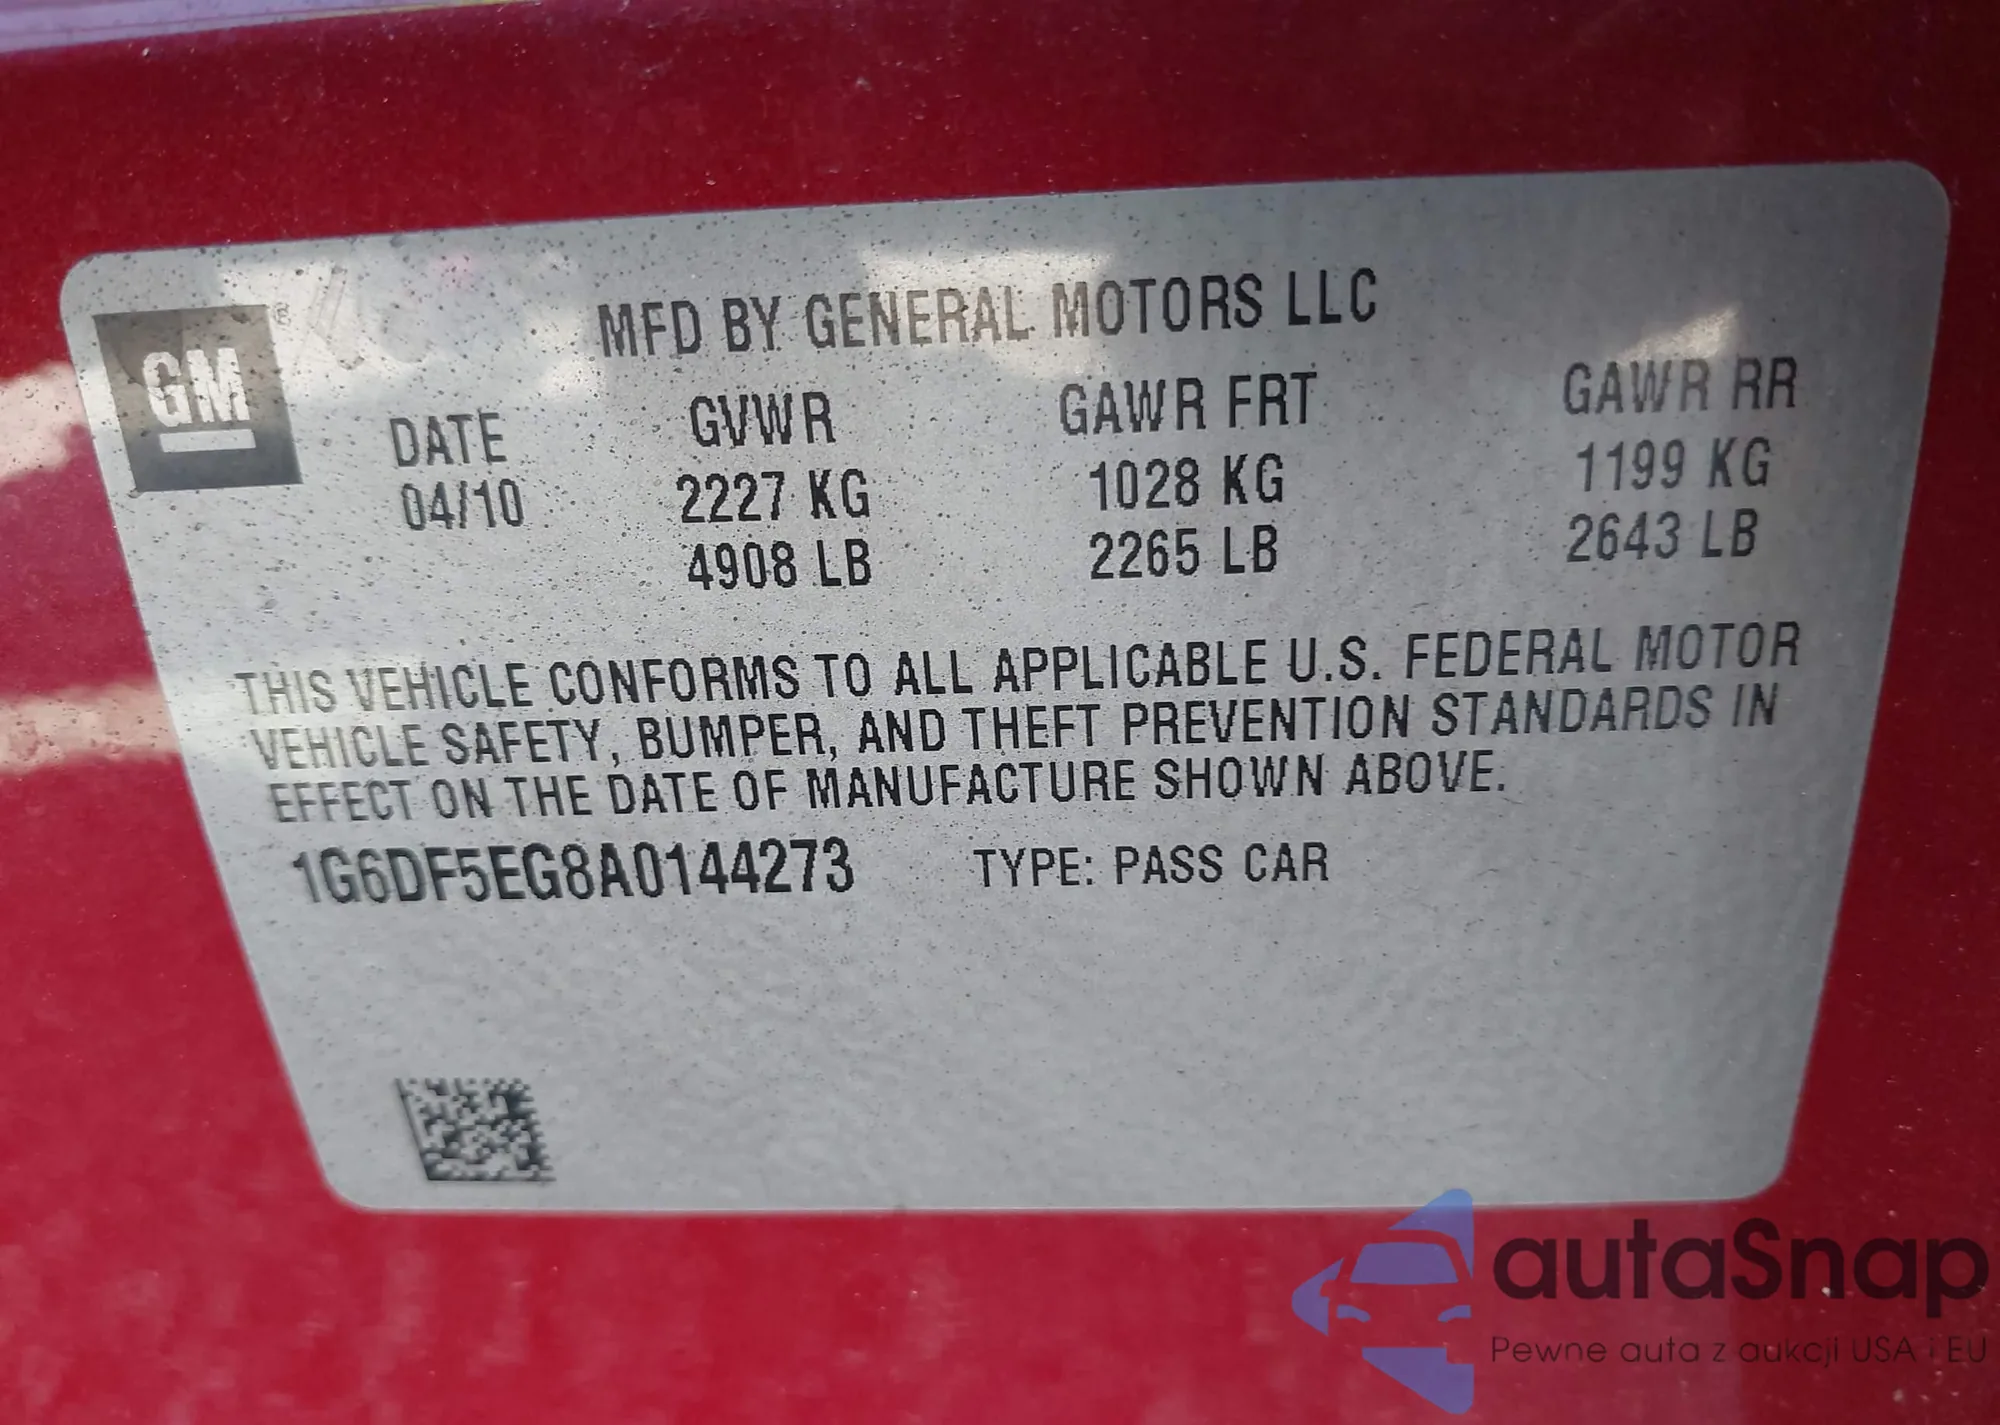 MFD BY GENERAL MOTORS LLC
GM
DATE GVWR GAWR FRT GAWR RR
04/10 2227 KG 1028 KG 1199 KG
4908 LB 2265 LB 2643 LB
THIS VEHICLE CONFORMS TO ALL APPLICABLE U.S. FEDERAL MOTOR
VEHICLE SAFETY, BUMPER, AND THEFT PREVENTION STANDARDS IN
EFFECT ON THE DATE OF MANUFACTURE SHOWN ABOVE.
1G6DF5EG8A0144273 TYPE: PASS CAR
autaSnap
Pewne auta z aukcji USA i EU